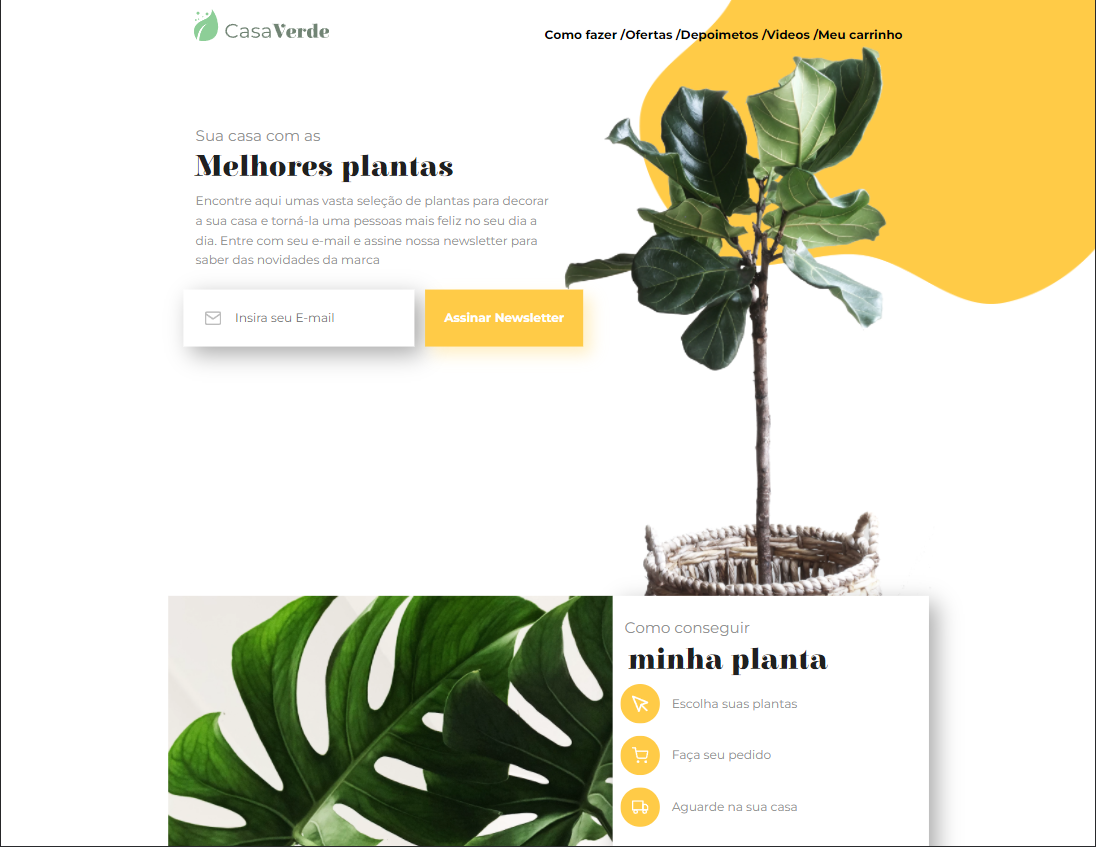 CasaVerde
Como fazer /Ofertas /Depoimetos /Videos /Meu carrinho
Sua casa com as
Melhores plantas
Encontre aqui umas vasta seleção de plantas para decorar
a sua casa e torná-la uma pessoas mais feliz no seu dia a
dia. Entre com seu e-mail e assine nossa newsletter para
saber das novidades da marca
Insira seu E-mail
Assinar Newsletter
Como conseguir
minha planta
Escolha suas plantas
Faça seu pedido
Aguarde na sua casa